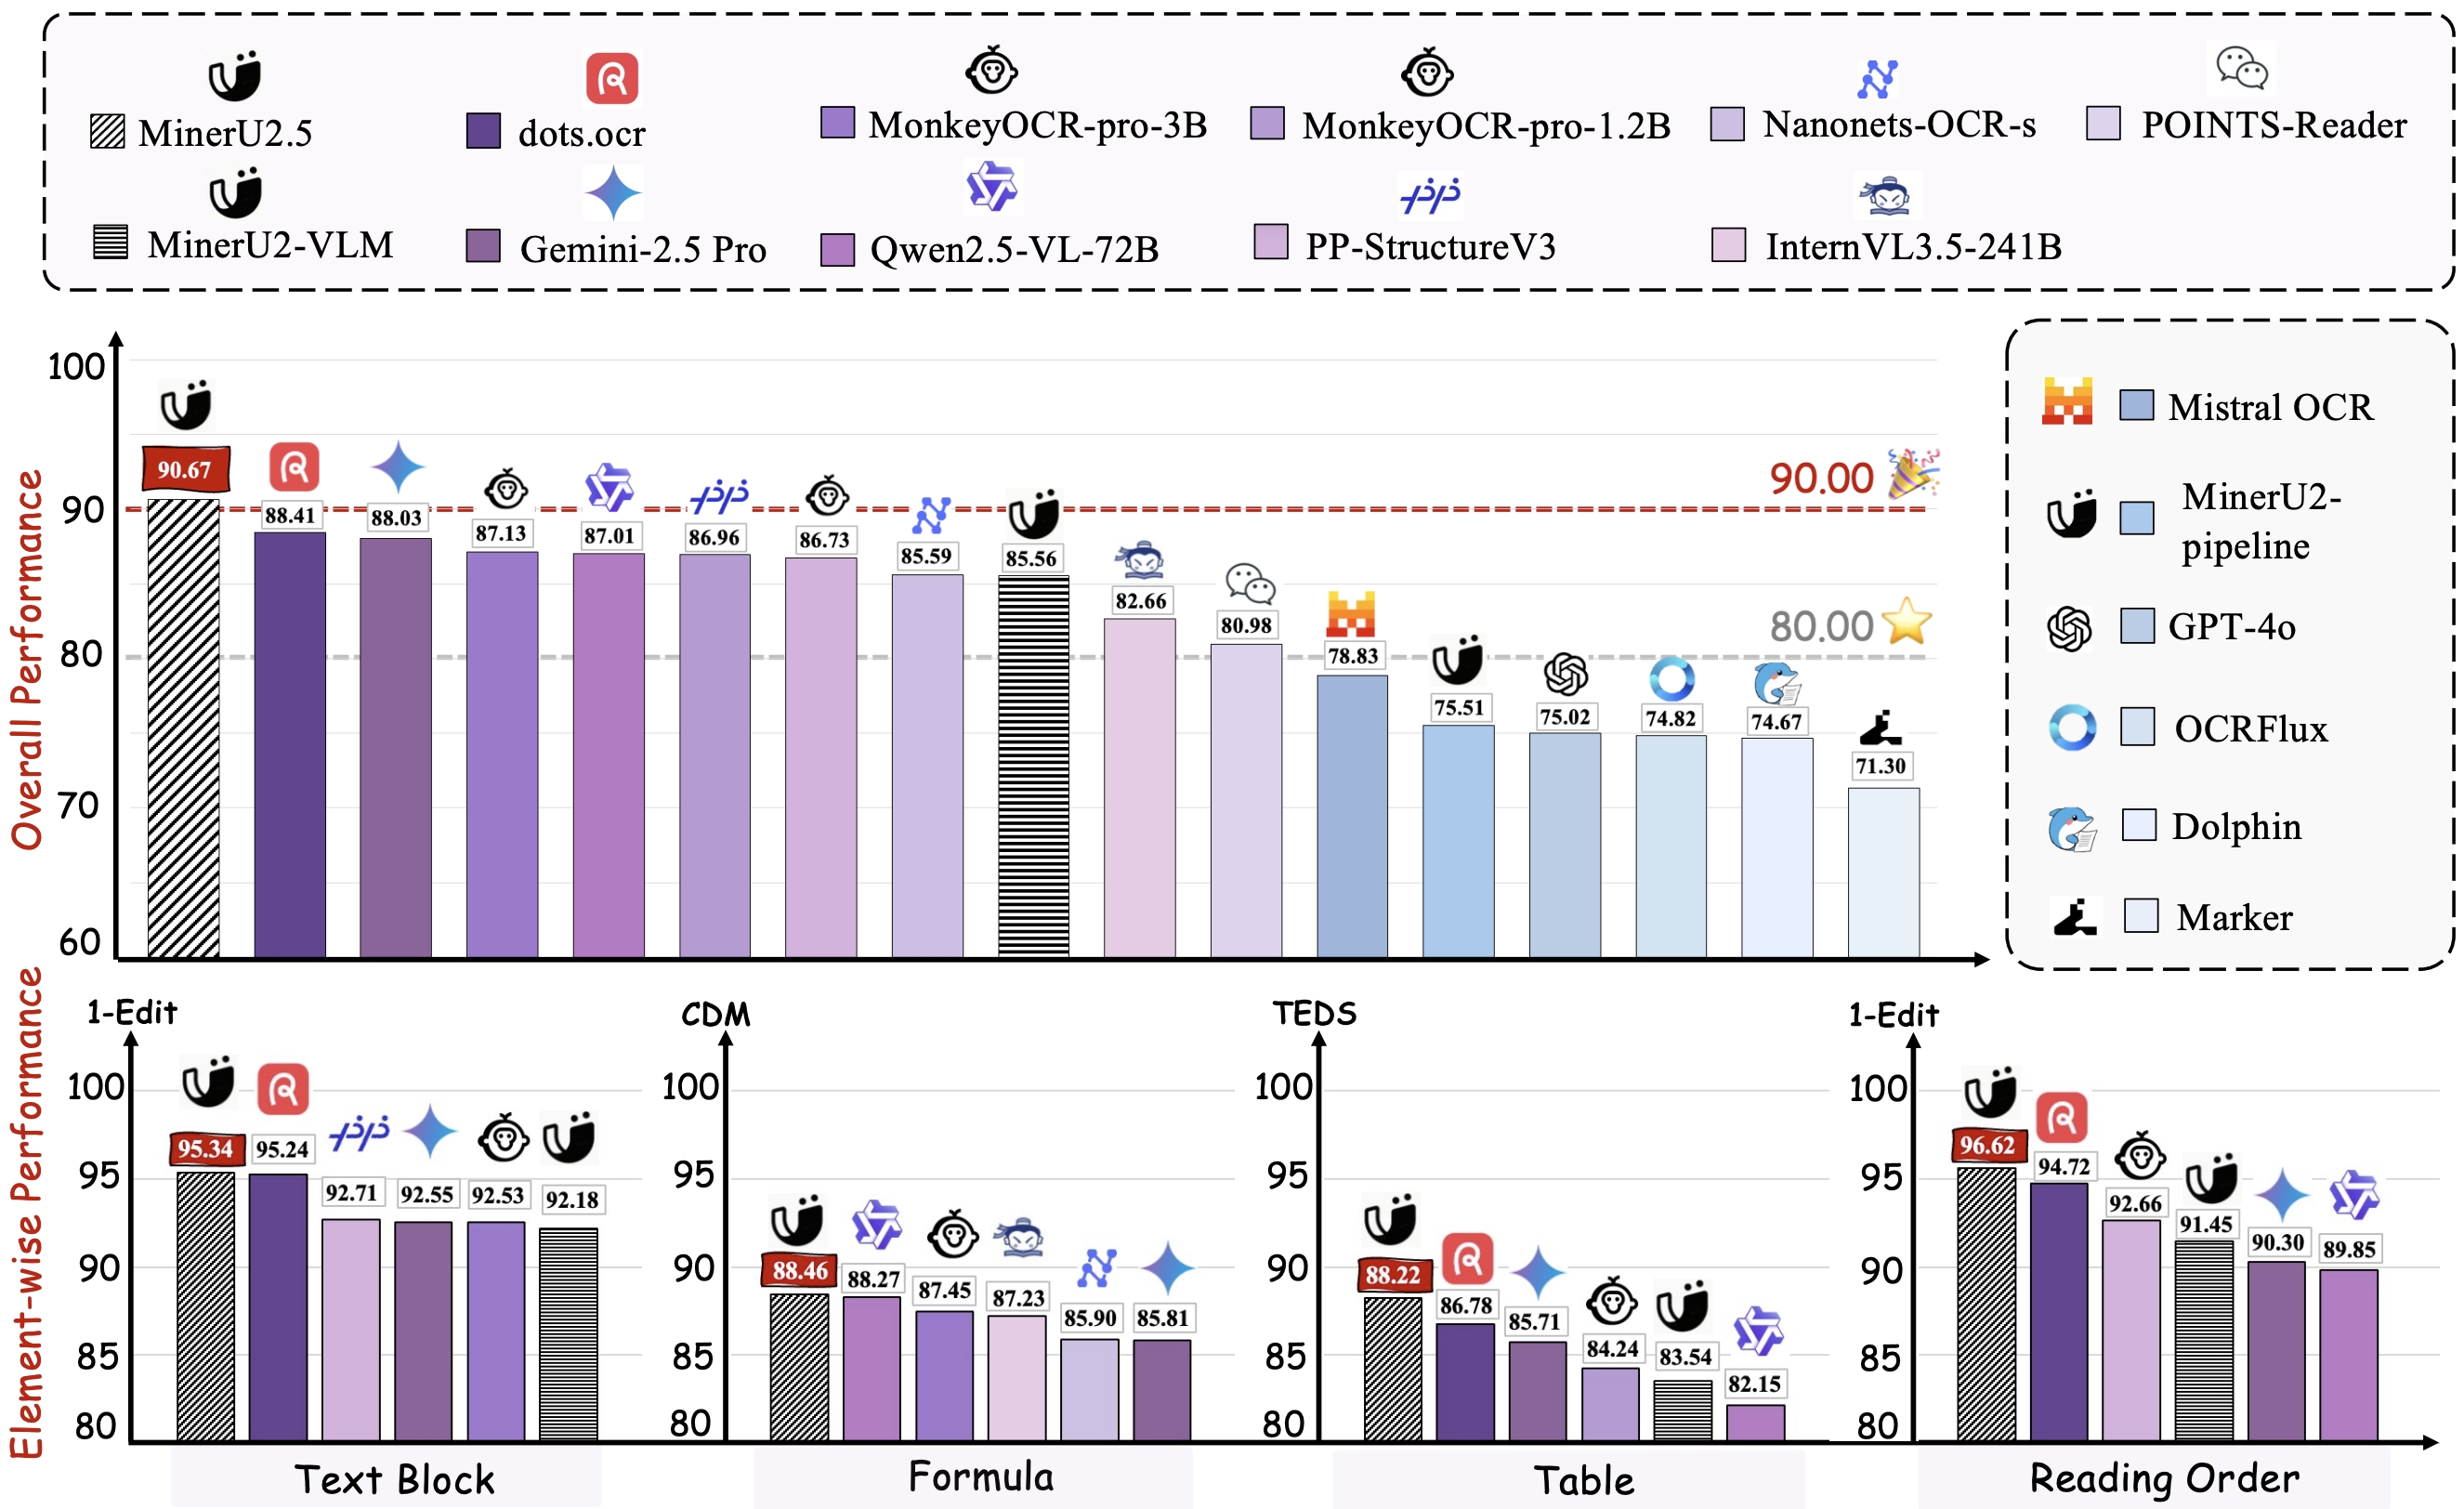 MinerU2.5
dots.ocr
MonkeyOCR-pro-3B
MonkeyOCR-pro-1.2B
Nanonets-OCR-s
POINTS-Reader
MinerU2-VLM
Gemini-2.5 Pro
Qwen2.5-VL-72B
PP-StructureV3
InternVL3.5-241B
Overall Performance
100
90
80
70
60
90.67
88.41
88.03
87.13
87.01
86.96
86.73
85.59
85.56
82.66
80.98
78.83
75.51
75.02
74.82
74.67
71.30
90.00
80.00
Mistral OCR
MinerU2-
pipeline
GPT-4o
OCRFlux
Dolphin
Marker
Element-wise Performance
1-Edit
100
95
90
85
80
95.34
95.24
92.71
92.55
92.53
92.18
Text Block
CDM
100
95
90
85
80
88.46
88.27
87.45
87.23
85.90
85.81
Formula
TEDS
100
95
90
85
80
88.22
86.78
85.71
84.24
83.54
82.15
Table
1-Edit
100
95
90
85
80
96.62
94.72
92.66
91.45
90.30
89.85
Reading Order